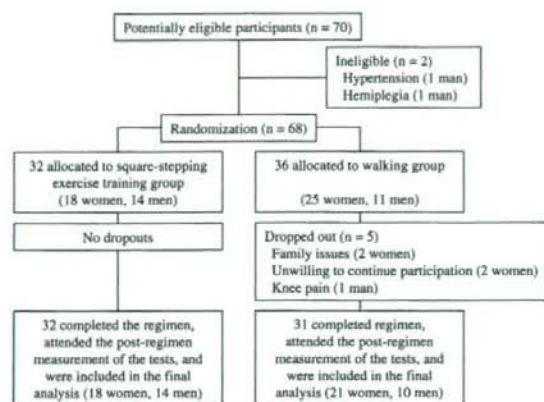 Potentially eligible participants (n = 70)
Ineligible (n = 2)
Hypertension (1 man)
Hemiplegia (1 man)
Randomization (n = 68)
32 allocated to square-stepping
exercise training group
(18 women, 14 men)
36 allocated to walking group
(25 women, 11 men)
No dropouts
Dropped out (n = 5)
Family issues (2 women)
Unwilling to continue participation (2 women)
Knee pain (1 man)
32 completed the regimen,
attended the post-regimen
measurement of the tests, and
were included in the final
analysis (18 women, 14 men)
31 completed regimen,
attended the post-regimen
measurement of the tests, and
were included in the final
analysis (21 women, 10 men)